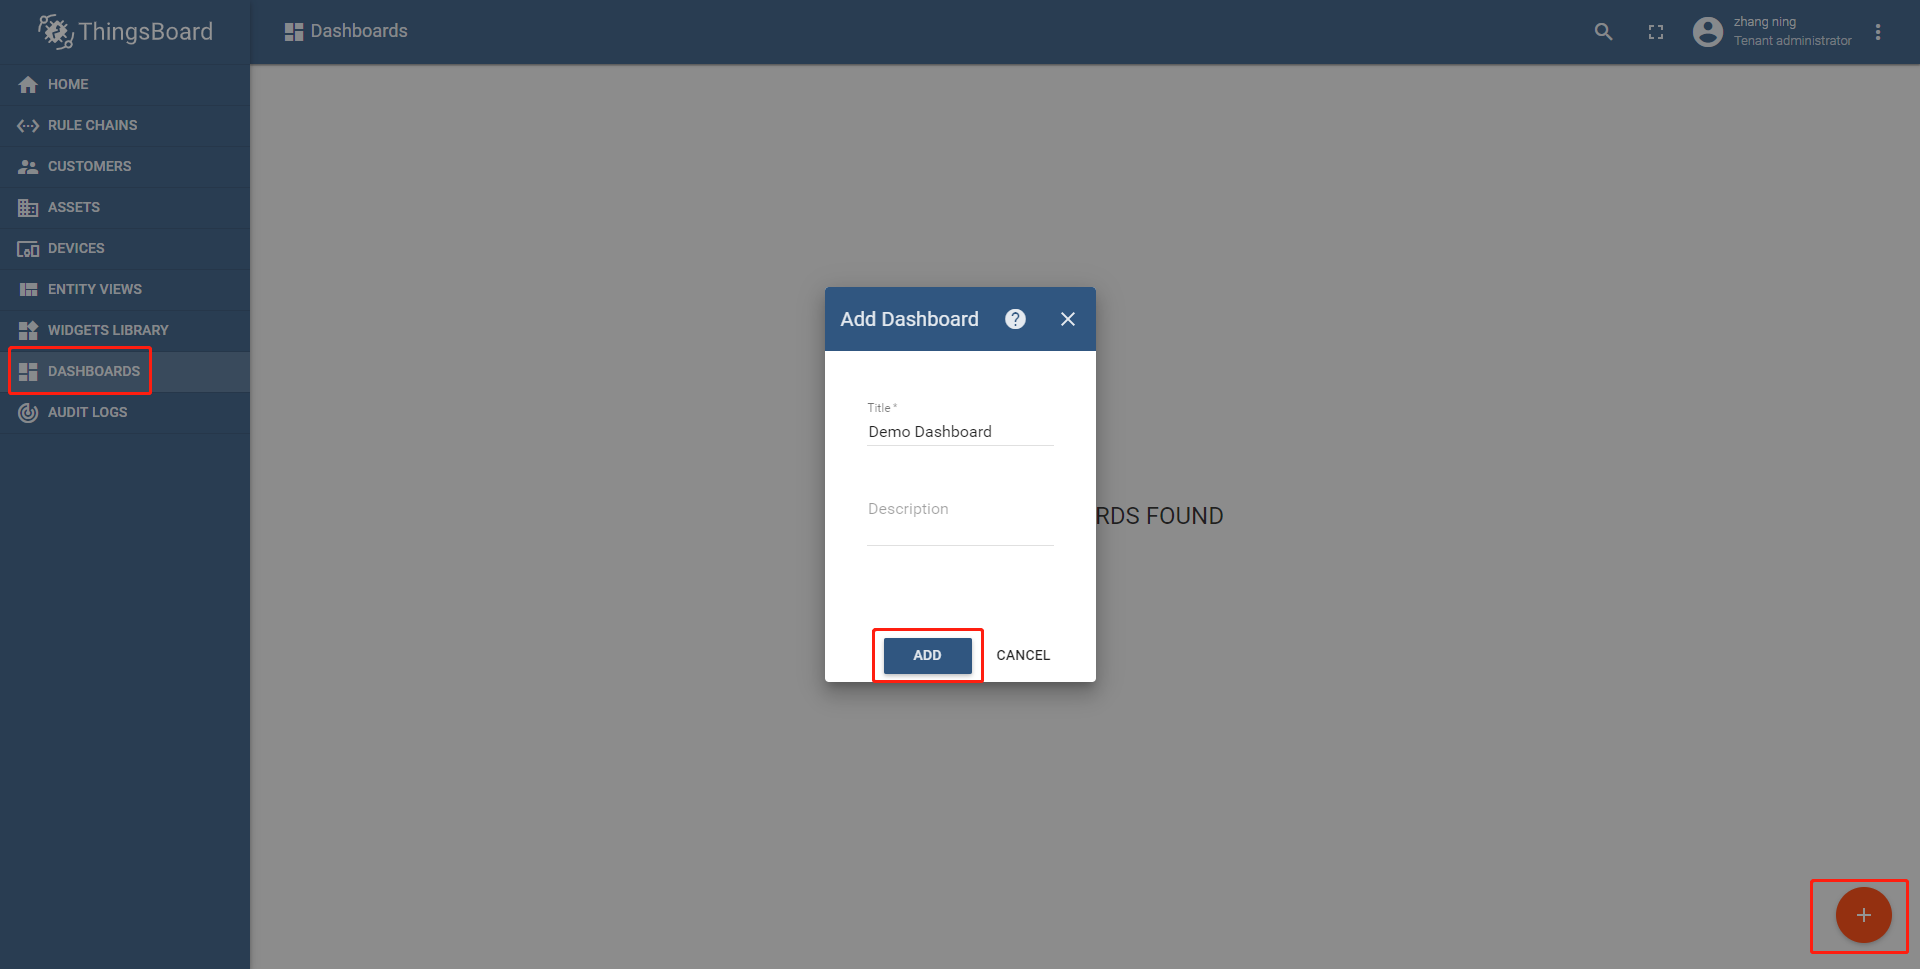 ThingsBoard
Dashboards
zhang ning
Tenant administrator
HOME
RULE CHAINS
CUSTOMERS
ASSETS
DEVICES
ENTITY VIEWS
WIDGETS LIBRARY
DASHBOARDS
AUDIT LOGS
Add Dashboard
Title *
Demo Dashboard
Description
RDS FOUND
ADD CANCEL